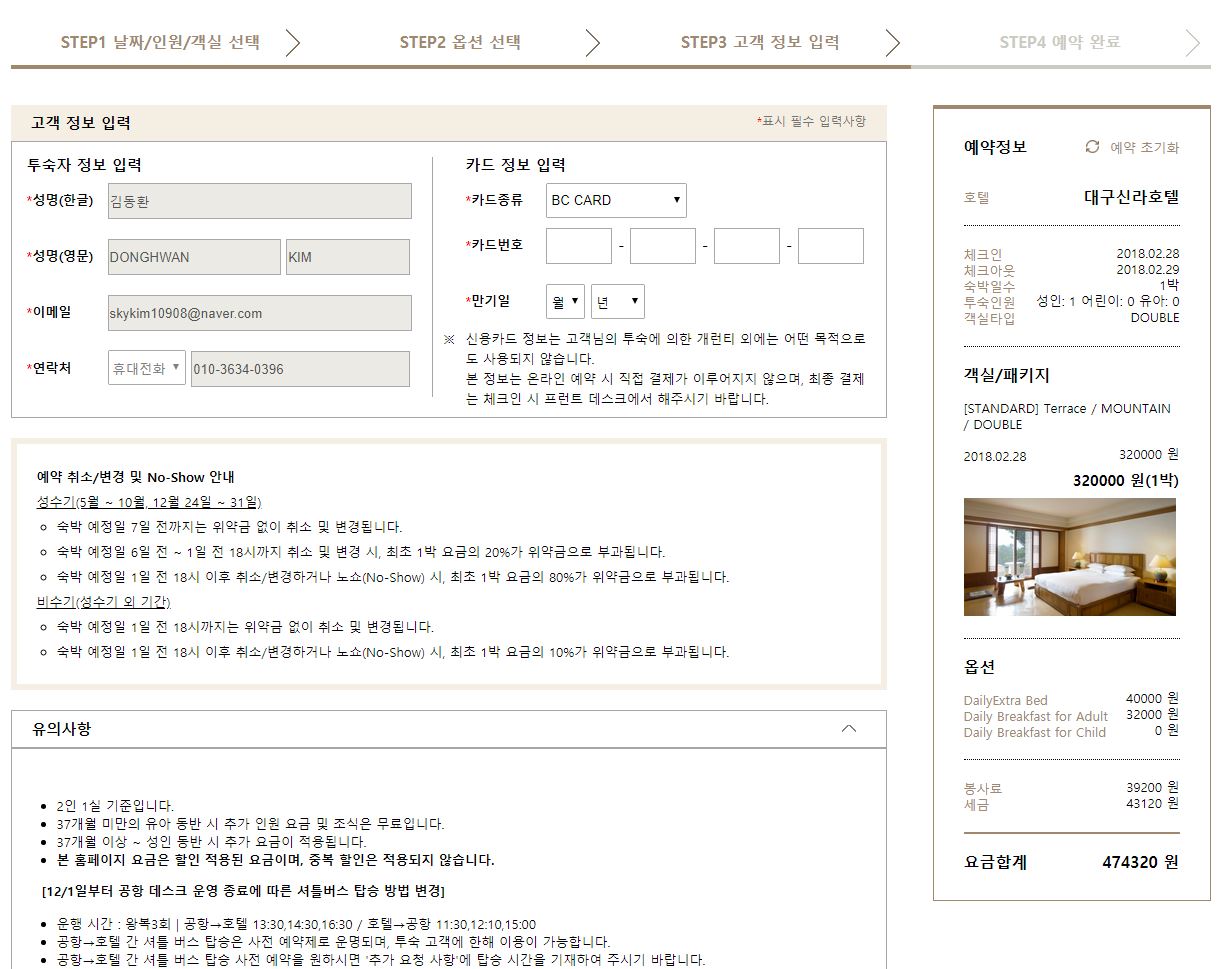 STEP1 날짜/인원/객실 선택
STEP2 옵션 선택
STEP3 고객 정보 입력
STEP4 예약 완료
고객 정보 입력
*표시 필수 입력사항
투숙자 정보 입력
*성명(한글) 김동환
*성명(영문) DONGHWAN KIM
*이메일 skykim10908@naver.com
*연락처 휴대전화 ▼ 010-3634-0396
카드 정보 입력
*카드종류 BC CARD ▼
*카드번호 - - -
*만기일 월 ▼ 년 ▼
※ 신용카드 정보는 고객님의 투숙에 의한 개런티 외에는 어떤 목적으로
도 사용되지 않습니다.
본 정보는 온라인 예약 시 직접 결제가 이루어지지 않으며, 최종 결제
는 체크인 시 프런트 데스크에서 해주시기 바랍니다.
예약 취소/변경 및 No-Show 안내
성수기(5월 ~ 10월, 12월 24일 ~ 31일)
숙박 예정일 7일 전까지는 위약금 없이 취소 및 변경됩니다.
숙박 예정일 6일 전 ~ 1일 전 18시까지 취소 및 변경 시, 최초 1박 요금의 20%가 위약금으로 부과됩니다.
숙박 예정일 1일 전 18시 이후 취소/변경하거나 노쇼(No-Show) 시, 최초 1박 요금의 80%가 위약금으로 부과됩니다.
비수기(성수기 외 기간)
숙박 예정일 1일 전 18시까지는 위약금 없이 취소 및 변경됩니다.
숙박 예정일 1일 전 18시 이후 취소/변경하거나 노쇼(No-Show) 시, 최초 1박 요금의 10%가 위약금으로 부과됩니다.
유의사항
2인 1실 기준입니다.
37개월 미만의 유아 동반 시 추가 인원 요금 및 조식은 무료입니다.
37개월 이상 ~ 성인 동반 시 추가 요금이 적용됩니다.
본 홈페이지 요금은 할인 적용된 요금이며, 중복 할인은 적용되지 않습니다.
[12/1일부터 공항 데스크 운영 종료에 따른 셔틀버스 탑승 방법 변경]
운행 시간 : 왕복3회 | 공항→호텔 13:30,14:30,16:30 / 호텔→공항 11:30,12:10,15:00
공항→호텔 간 셔틀 버스 탑승은 사전 예약제로 운영되며, 투숙 고객에 한해 이용이 가능합니다.
공항→호텔 간 셔틀 버스 탑승 사전 예약을 원하시면 '추가 요청 사항'에 탑승 시간을 기재하여 주시기 바랍니다.
예약정보 예약 초기화
호텔 대구신라호텔
체크인 2018.02.28
체크아웃 2018.02.29
숙박일수 1박
투숙인원 성인: 1 어린이: 0 유아: 0
객실타입 DOUBLE
객실/패키지
[STANDARD] Terrace / MOUNTAIN
/ DOUBLE
2018.02.28 320000 원
320000 원(1박)
옵션
DailyExtra Bed 40000 원
Daily Breakfast for Adult 32000 원
Daily Breakfast for Child 0 원
봉사료 39200 원
세금 43120 원
요금합계 474320 원